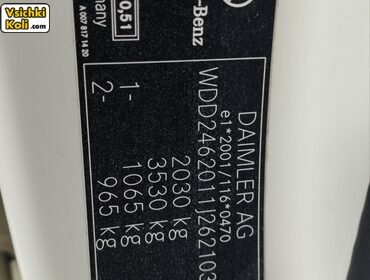 Vsichki
Koli.com
DAIMLER AG
e1*2001/116*0470
WDD2462011J262103
2030 kg
3530 kg
1- 1065 kg
2- 965 kg
-Benz
0.51
many
A 007 817 14 20